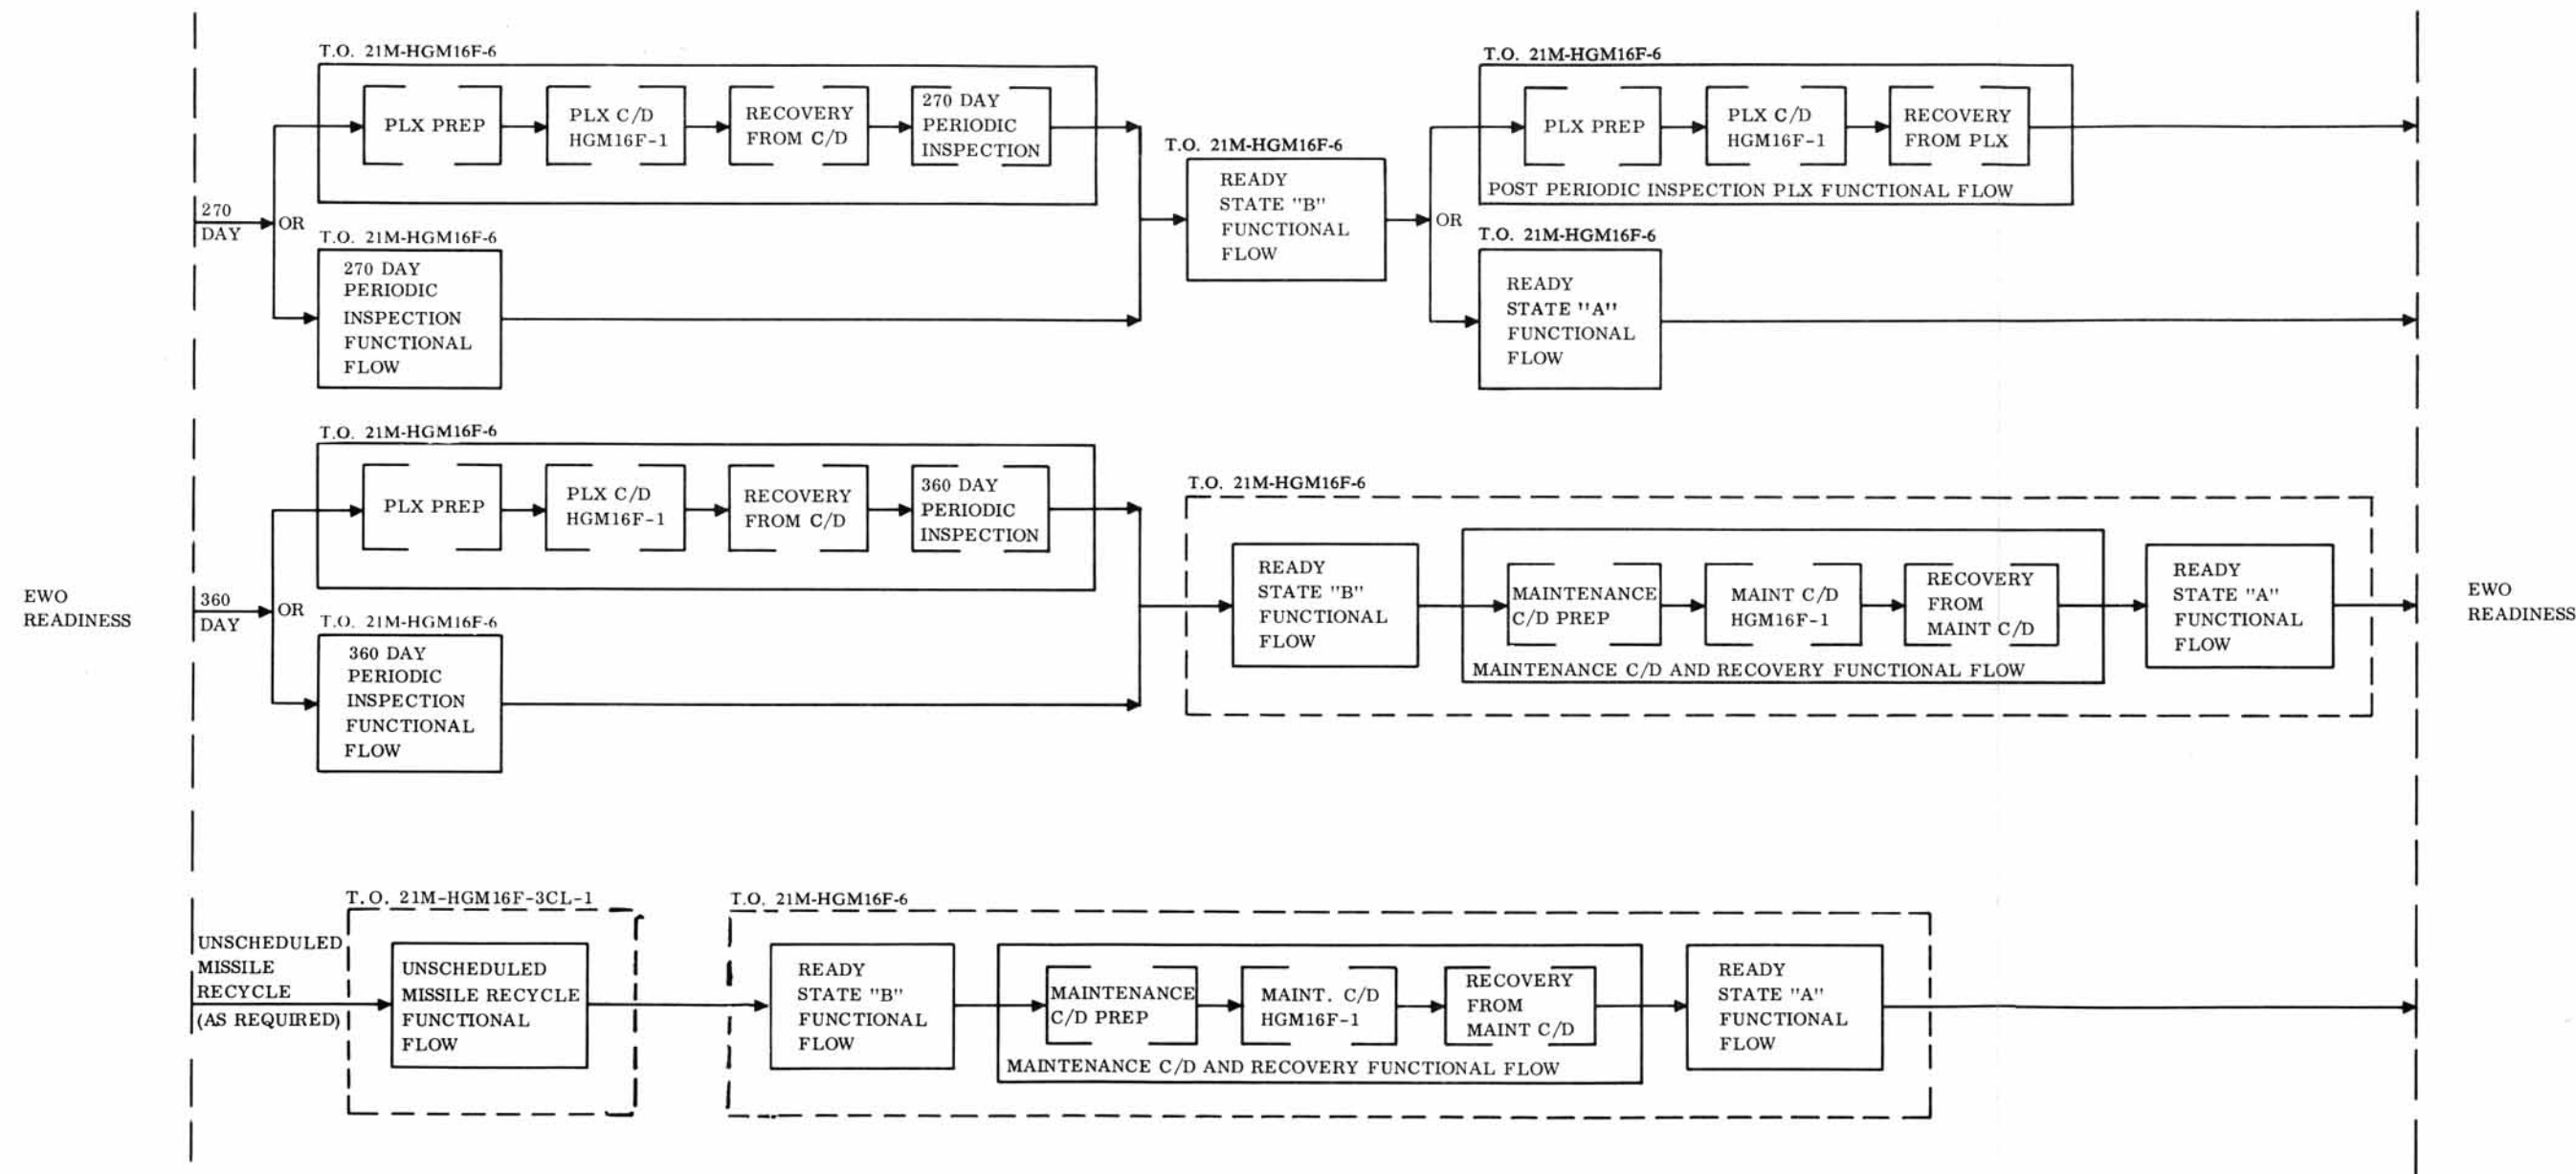 T.O. 21M-HGM16F-6
PLX PREP
PLX C/D
HGM16F-1
RECOVERY
FROM C/D
270 DAY
PERIODIC
INSPECTION
270
DAY
OR
T.O. 21M-HGM16F-6
270 DAY
PERIODIC
INSPECTION
FUNCTIONAL
FLOW
T.O. 21M-HGM16F-6
READY
STATE "B"
FUNCTIONAL
FLOW
OR
T.O. 21M-HGM16F-6
PLX PREP
PLX C/D
HGM16F-1
RECOVERY
FROM PLX
POST PERIODIC INSPECTION PLX FUNCTIONAL FLOW
T.O. 21M-HGM16F-6
READY
STATE "A"
FUNCTIONAL
FLOW
EWO
READINESS
360
DAY
OR
T.O. 21M-HGM16F-6
PLX PREP
PLX C/D
HGM16F-1
RECOVERY
FROM C/D
360 DAY
PERIODIC
INSPECTION
T.O. 21M-HGM16F-6
360 DAY
PERIODIC
INSPECTION
FUNCTIONAL
FLOW
T.O. 21M-HGM16F-6
READY
STATE "B"
FUNCTIONAL
FLOW
MAINTENANCE
C/D PREP
MAINT C/D
HGM16F-1
RECOVERY
FROM
MAINT C/D
MAINTENANCE C/D AND RECOVERY FUNCTIONAL FLOW
READY
STATE "A"
FUNCTIONAL
FLOW
EWO
READINESS
UNSCHEDULED
MISSILE
RECYCLE
(AS REQUIRED)
T.O. 21M-HGM16F-3CL-1
UNSCHEDULED
MISSILE RECYCLE
FUNCTIONAL
FLOW
T.O. 21M-HGM16F-6
READY
STATE "B"
FUNCTIONAL
FLOW
MAINTENANCE
C/D PREP
MAINT. C/D
HGM16F-1
RECOVERY
FROM
MAINT C/D
MAINTENANCE C/D AND RECOVERY FUNCTIONAL FLOW
READY
STATE "A"
FUNCTIONAL
FLOW